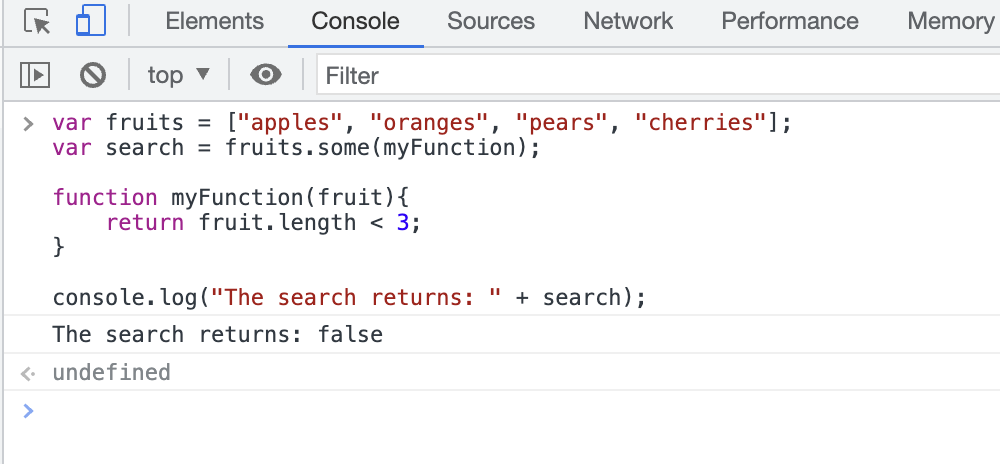 Elements Console Sources Network Performance Memory
top ▼ Filter
> var fruits = ["apples", "oranges", "pears", "cherries"];
var search = fruits.some(myFunction);
function myFunction(fruit){
    return fruit.length < 3;
}
console.log("The search returns: " + search);
The search returns: false
undefined
>